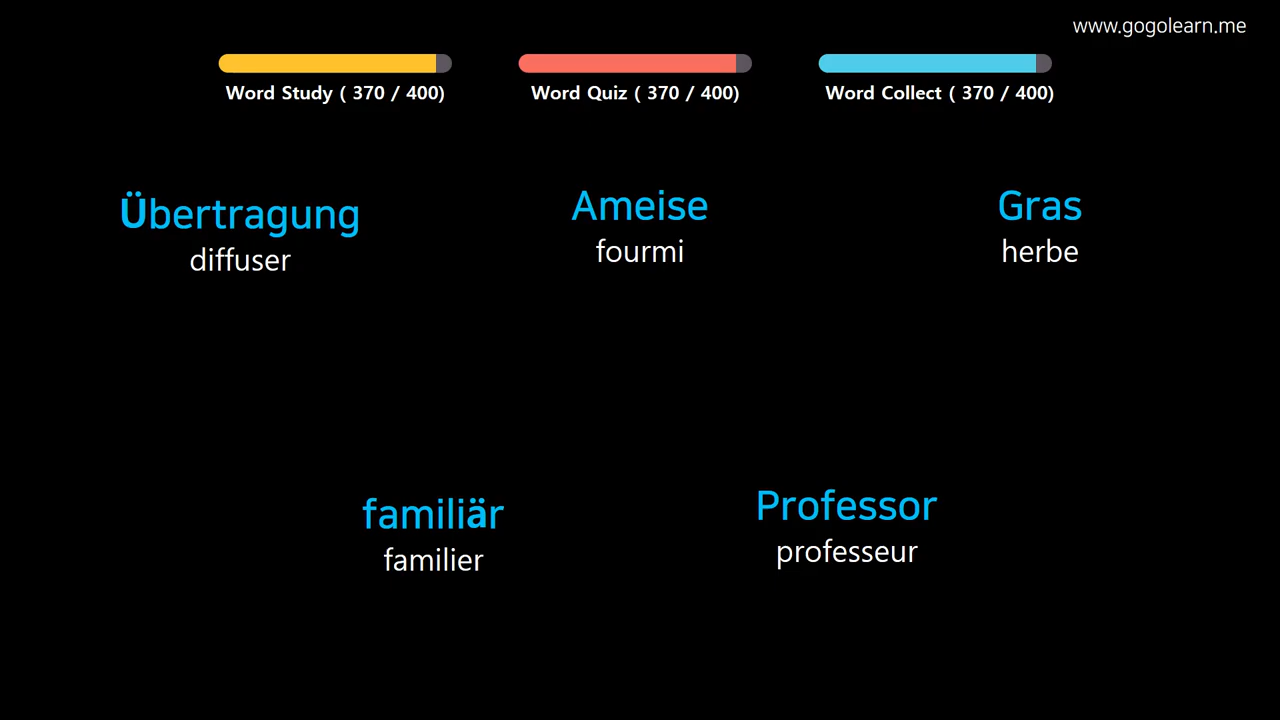 www.gogolearn.me
Word Study ( 370 / 400)
Word Quiz ( 370 / 400)
Word Collect ( 370 / 400)
Übertragung
diffuser
Ameise
fourmi
Gras
herbe
familiär
familier
Professor
professeur